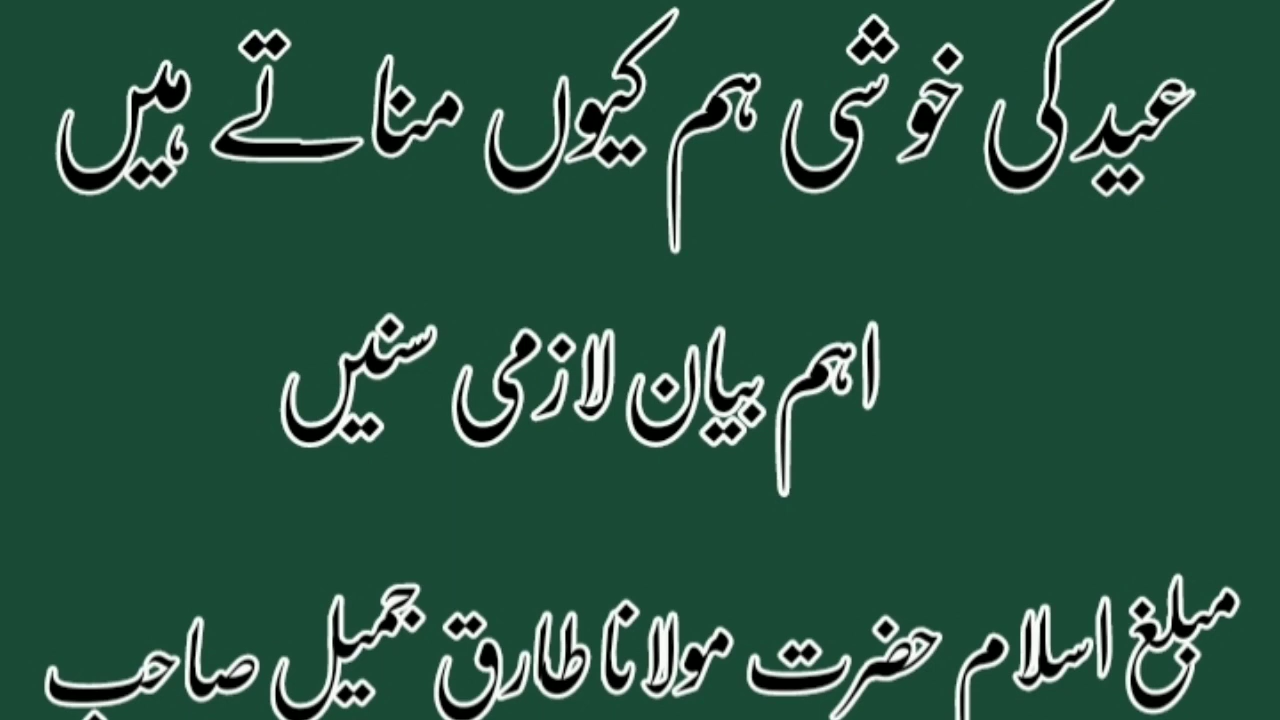 عید کی خوشی ہم کیوں مناتے ہیں
اہم بیان لازمی سنیں
مبلغ اسلام حضرت مولانا طارق جمیل صاحب